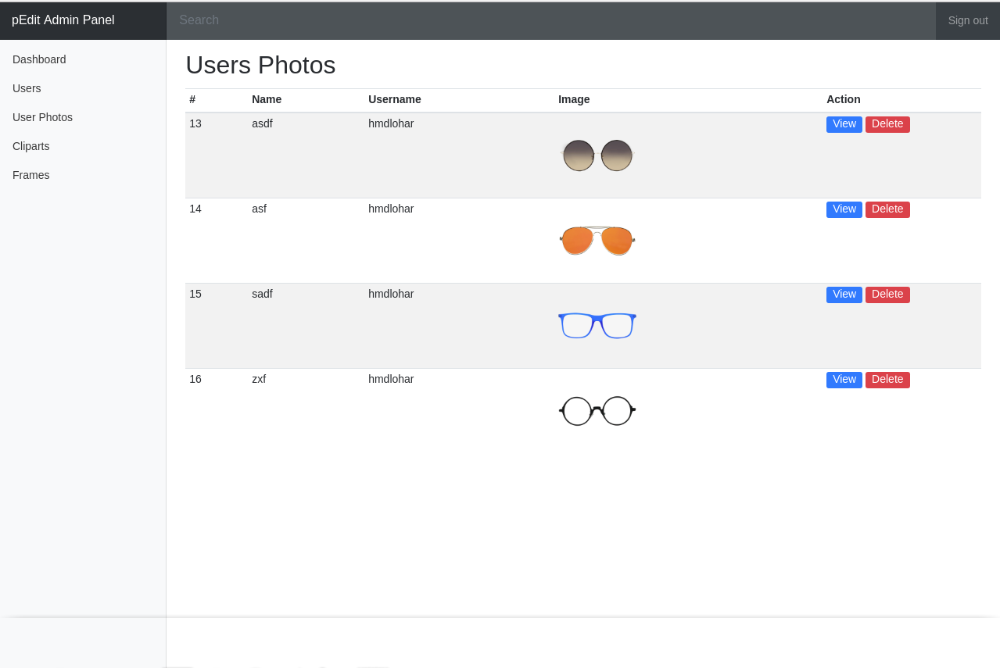 pEdit Admin Panel Search Sign out
Dashboard
Users
User Photos
Cliparts
Frames
Users Photos
# Name Username Image Action
13 asdf hmdlohar View Delete
14 asf hmdlohar View Delete
15 sadf hmdlohar View Delete
16 zxf hmdlohar View Delete